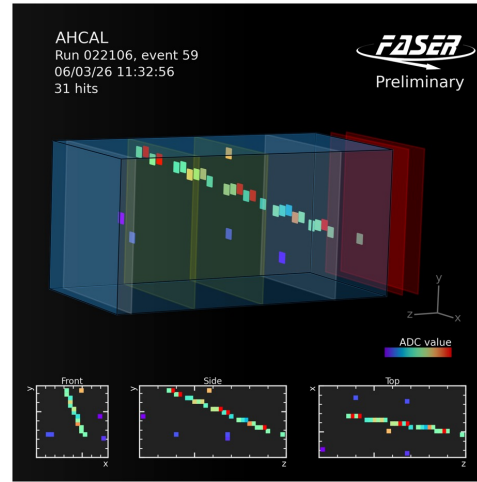 AHCAL
Run 022106, event 59
06/03/26 11:32:56
31 hits
FASER
Preliminary
y
z
x
ADC value
Front
y
x
Side
y
z
Top
x
z